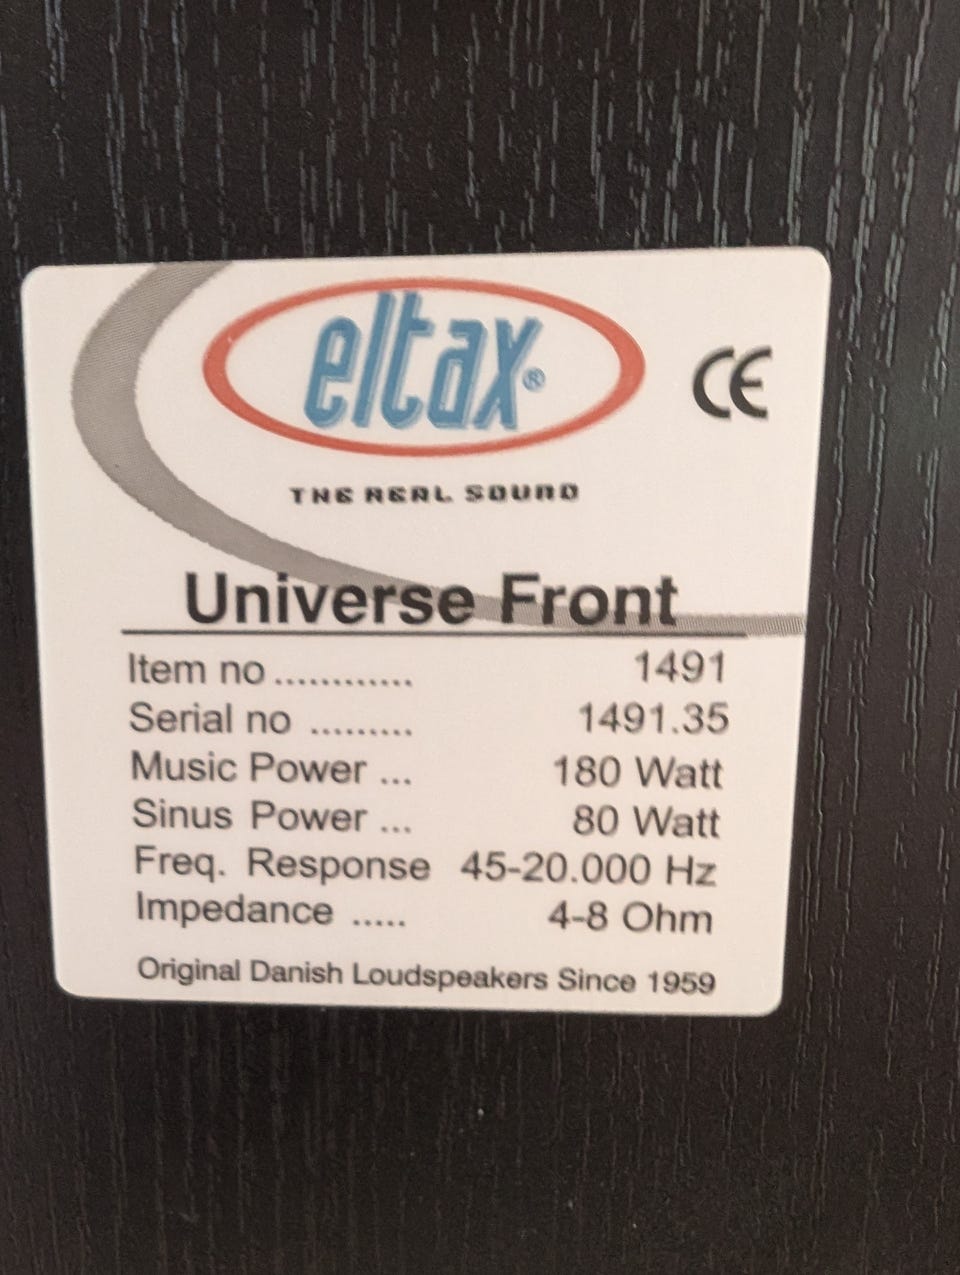 eltax®
CE
THE REAL SOUND
Universe Front
Item no ............ 1491
Serial no ......... 1491.35
Music Power ... 180 Watt
Sinus Power ... 80 Watt
Freq. Response 45-20.000 Hz
Impedance ..... 4-8 Ohm
Original Danish Loudspeakers Since 1959